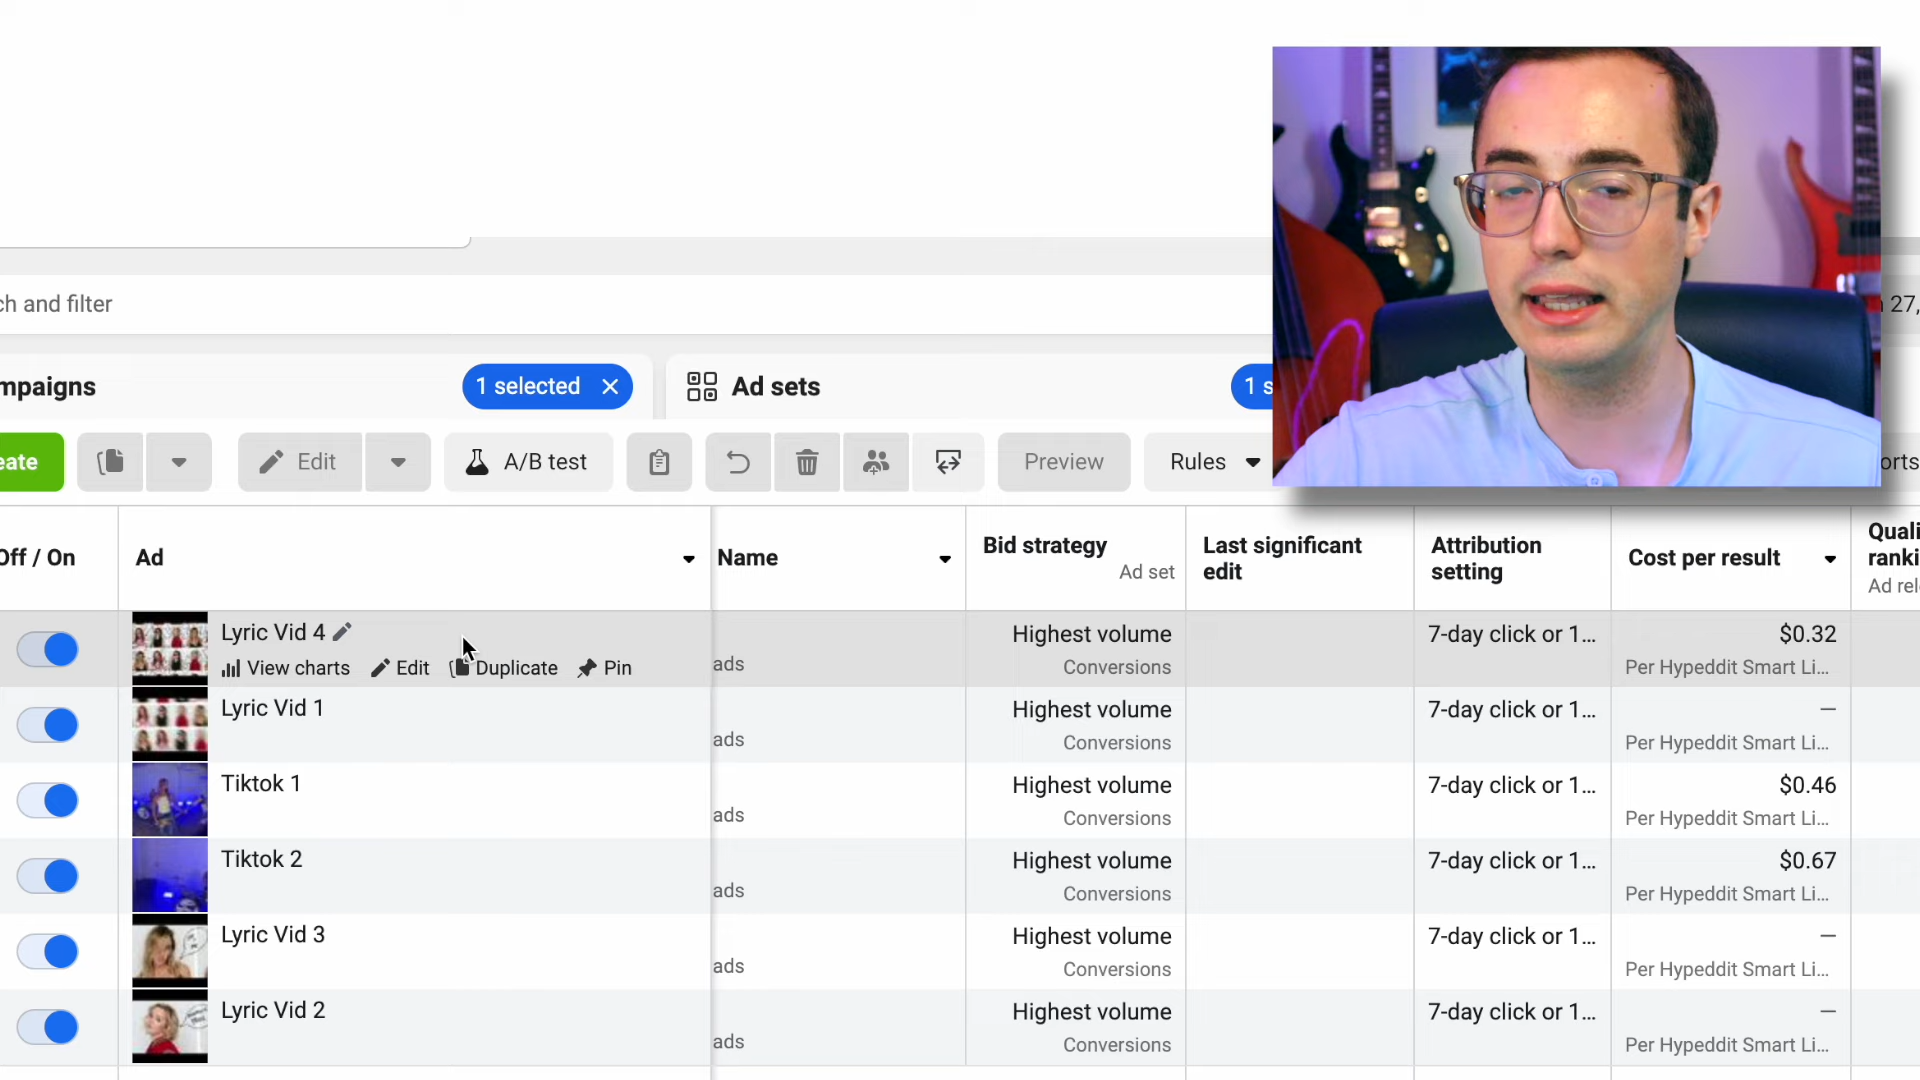 ch and filter
27,
mpaigns
1 selected
Ad sets
1 s
eate
Edit
A/B test
Preview
Rules
orts
Off / On
Ad
Name
Bid strategy
Ad set
Last significant
edit
Attribution
setting
Cost per result
Quali
ranki
Ad rel
Lyric Vid 4
View charts
Edit
Duplicate
Pin
ads
Highest volume
Conversions
7-day click or 1...
$0.32
Per Hypeddit Smart Li...
Lyric Vid 1
ads
Highest volume
Conversions
7-day click or 1...
—
Per Hypeddit Smart Li...
Tiktok 1
ads
Highest volume
Conversions
7-day click or 1...
$0.46
Per Hypeddit Smart Li...
Tiktok 2
ads
Highest volume
Conversions
7-day click or 1...
$0.67
Per Hypeddit Smart Li...
Lyric Vid 3
ads
Highest volume
Conversions
7-day click or 1...
—
Per Hypeddit Smart Li...
Lyric Vid 2
ads
Highest volume
Conversions
7-day click or 1...
—
Per Hypeddit Smart Li...